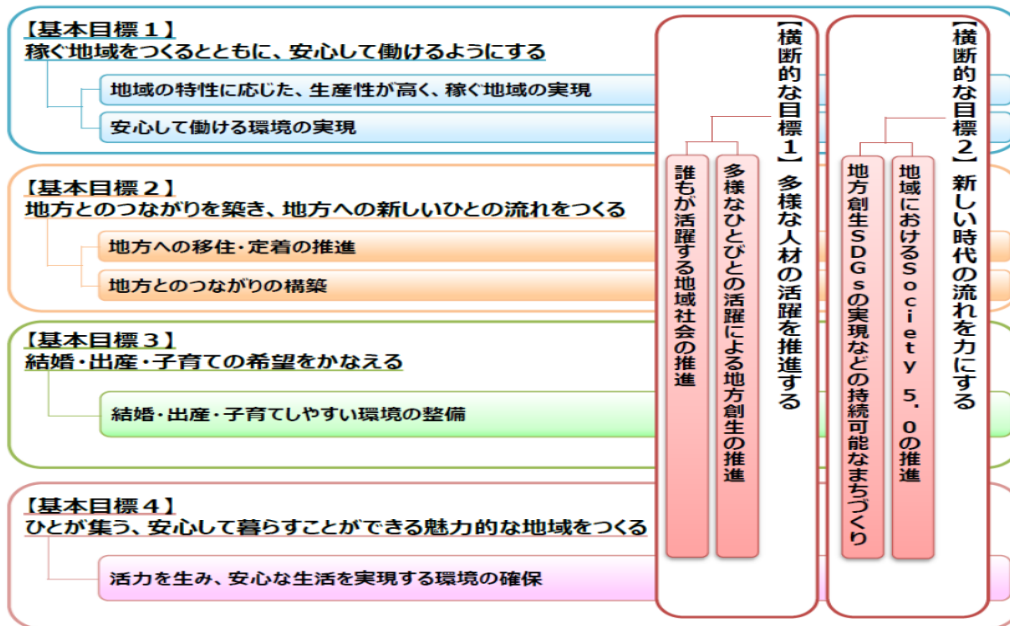 【基本目標１】
稼ぐ地域をつくるとともに、安心して働けるようにする
地域の特性に応じた、生産性が高く、稼ぐ地域の実現
安心して働ける環境の実現
【基本目標２】
地方とのつながりを築き、地方への新しいひとの流れをつくる
地方への移住・定着の推進
地方とのつながりの構築
【基本目標３】
結婚・出産・子育ての希望をかなえる
結婚・出産・子育てしやすい環境の整備
【基本目標４】
ひとが集う、安心して暮らすことができる魅力的な地域をつくる
活力を生み、安心な生活を実現する環境の確保
【横断的な目標１】多様な人材の活躍を推進する
多様なひとびとの活躍による地方創生の推進
誰もが活躍する地域社会の推進
【横断的な目標２】新しい時代の流れを力にする
地域におけるSociety 5.0の推進
地方創生SDGsの実現などの持続可能なまちづくり